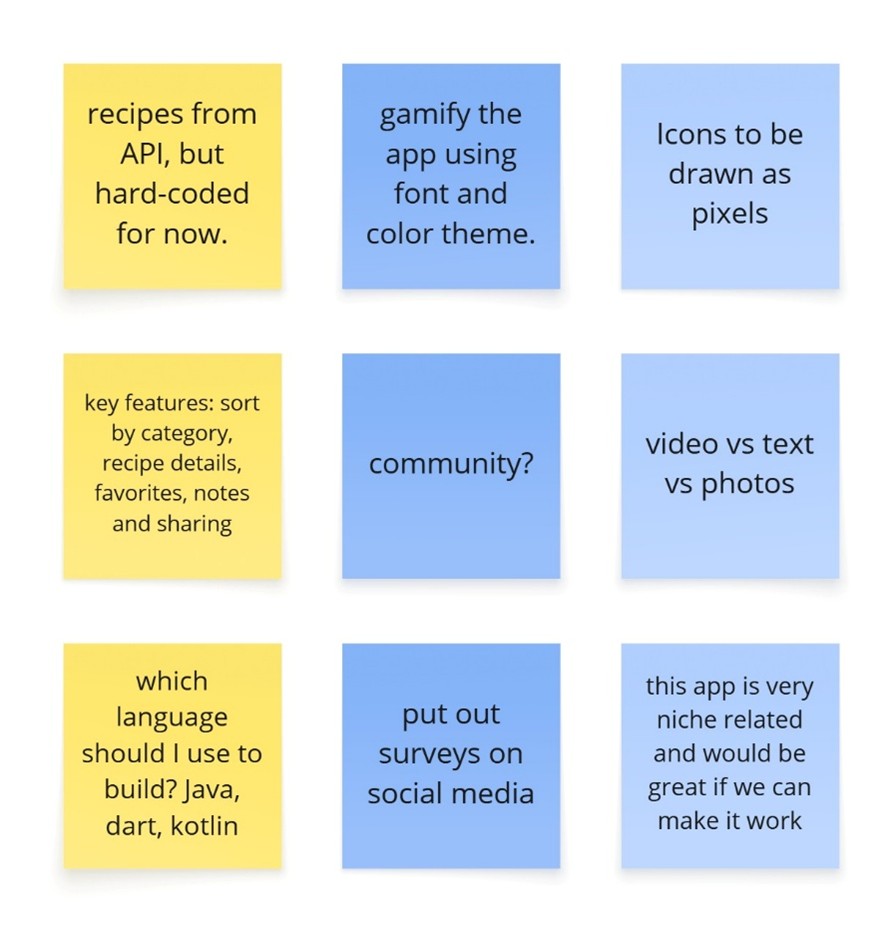 recipes from
API, but
hard-coded
for now.
gamify the
app using
font and
color theme.
Icons to be
drawn as
pixels
key features: sort
by category,
recipe details,
favorites, notes
and sharing
community?
video vs text
vs photos
which
language
should I use to
build? Java,
dart, kotlin
put out
surveys on
social media
this app is very
niche related
and would be
great if we can
make it work